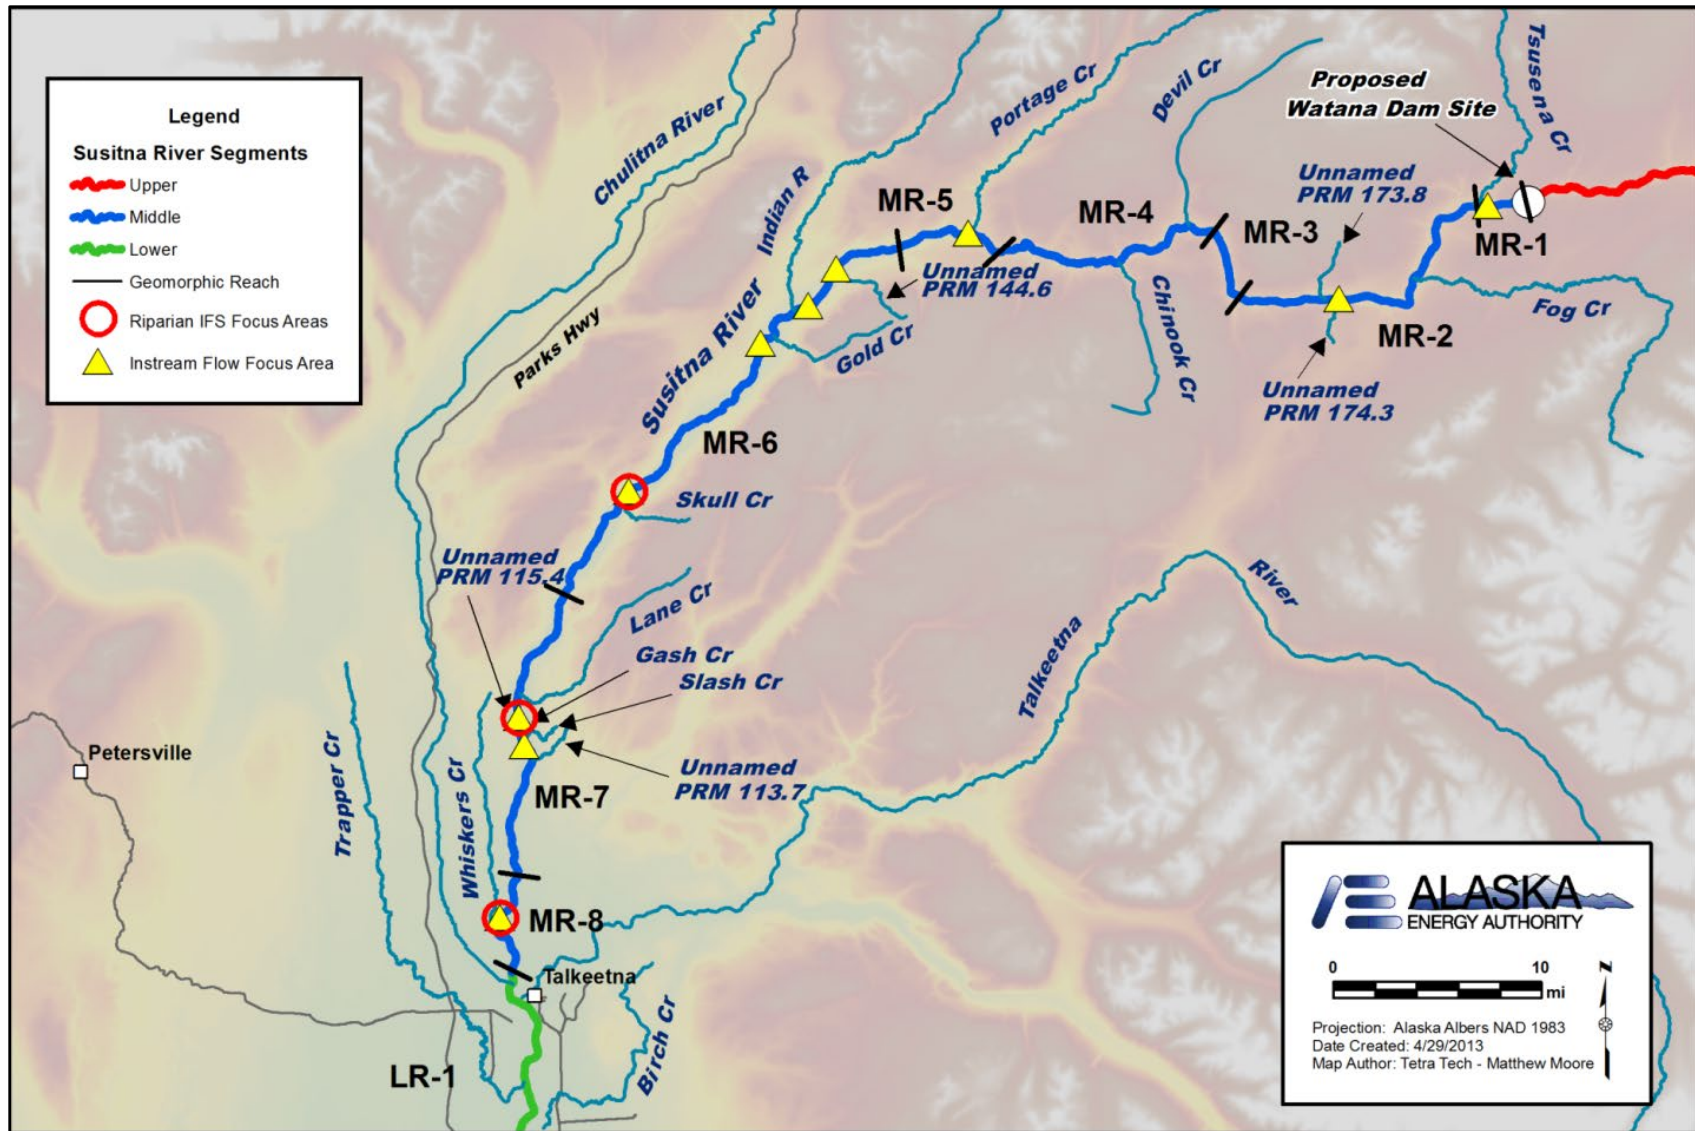 Legend
Susitna River Segments
Upper
Middle
Lower
Geomorphic Reach
Riparian IFS Focus Areas
Instream Flow Focus Area
Chulitna River
Parks Hwy
Susitna River
Indian R
Portage Cr
Devil Cr
Tsusena Cr
Proposed
Watana Dam Site
Unnamed
PRM 173.8
MR-5
MR-4
MR-3
MR-1
Unnamed
PRM 144.6
Gold Cr
Chinook Cr
MR-2
Fog Cr
Unnamed
PRM 174.3
MR-6
Skull Cr
Unnamed
PRM 115.4
Lane Cr
Gash Cr
Slash Cr
Talkeetna
River
Petersville
Trapper Cr
Whiskers Cr
Unnamed
PRM 113.7
MR-7
MR-8
Talkeetna
Birch Cr
LR-1
ALASKA
ENERGY AUTHORITY
0 10
mi
N
Projection: Alaska Albers NAD 1983
Date Created: 4/29/2013
Map Author: Tetra Tech - Matthew Moore